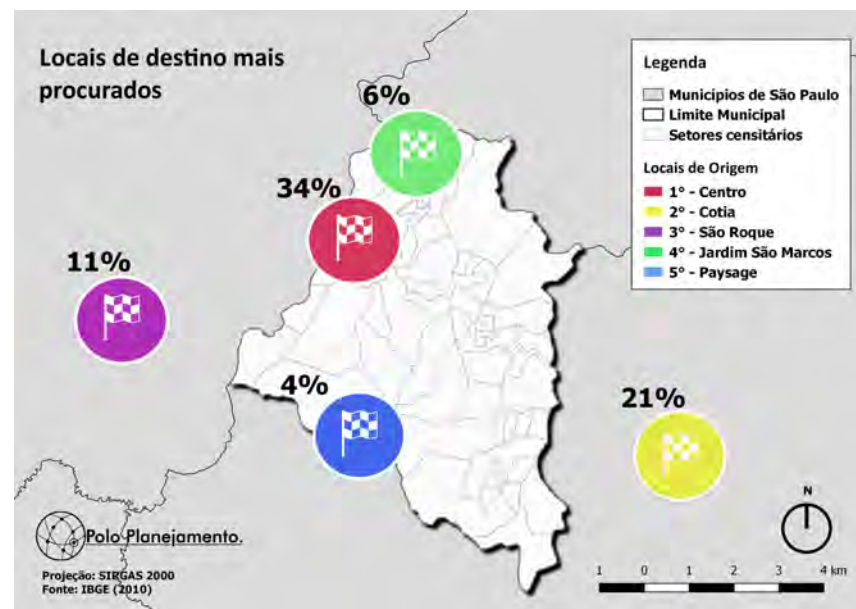 Locais de destino mais
procurados
6%
34%
11%
4%
21%
Legenda
Municípios de São Paulo
Limite Municipal
Setores censitários
Locais de Origem
1° - Centro
2° - Cotia
3° - São Roque
4° - Jardim São Marcos
5° - Paysage
Polo Planejamento.
Projeção: SIRGAS 2000
Fonte: IBGE (2010)
N
1 0 1 2 3 4 km